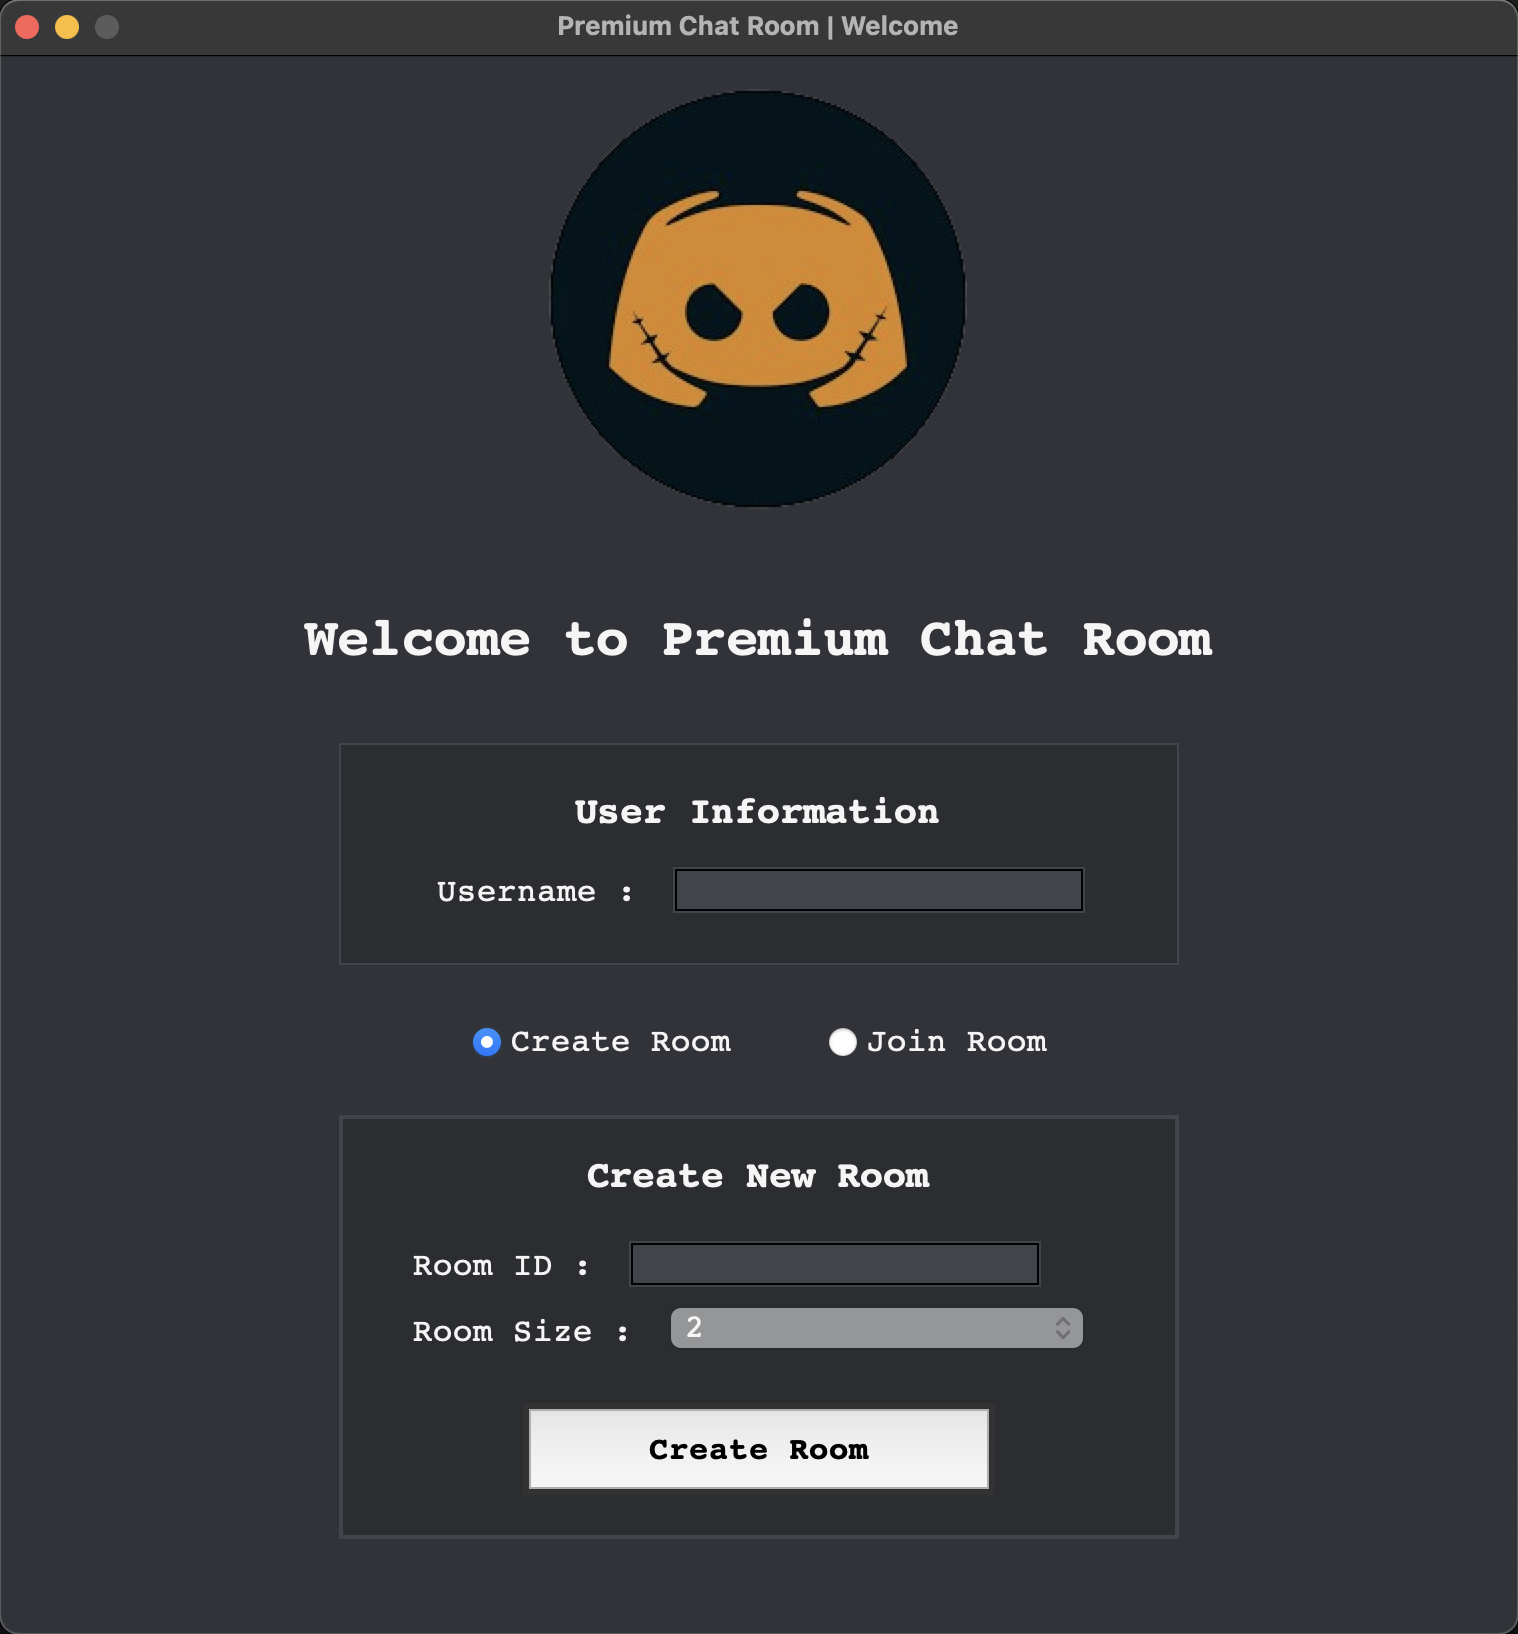 Premium Chat Room | Welcome
Welcome to Premium Chat Room
User Information
Username :
Create Room
Join Room
Create New Room
Room ID :
Room Size :
2
Create Room